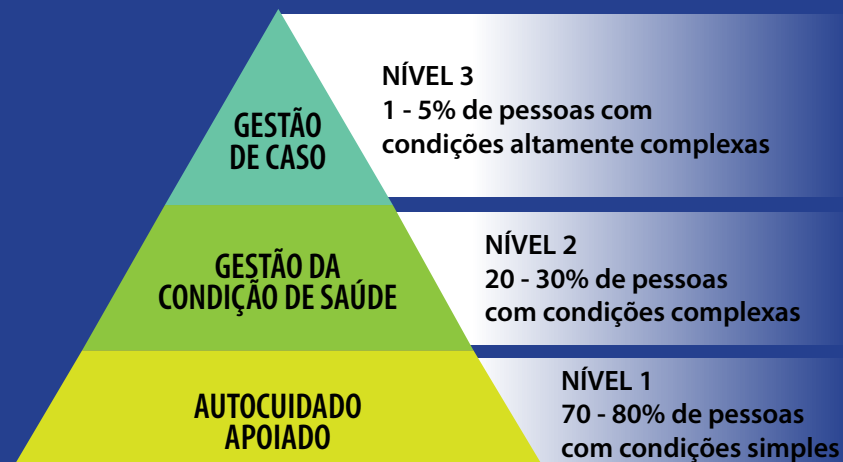 GESTÃO
DE CASO
NÍVEL 3
1 - 5% de pessoas com
condições altamente complexas
GESTÃO DA
CONDIÇÃO DE SAÚDE
NÍVEL 2
20 - 30% de pessoas
com condições complexas
AUTOCUIDADO
APOIADO
NÍVEL 1
70 - 80% de pessoas
com condições simples